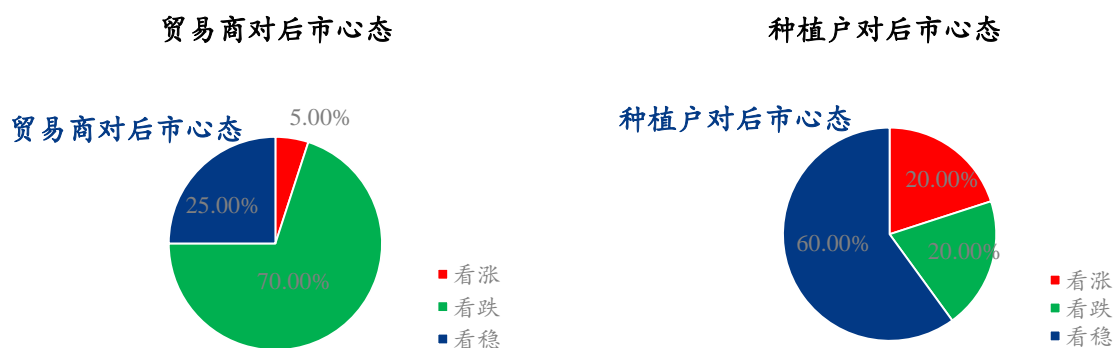 贸易商对后市心态
贸易商对后市心态
5.00%
25.00%
70.00%
看涨
看跌
看稳
种植户对后市心态
种植户对后市心态
20.00%
60.00%
20.00%
看涨
看跌
看稳